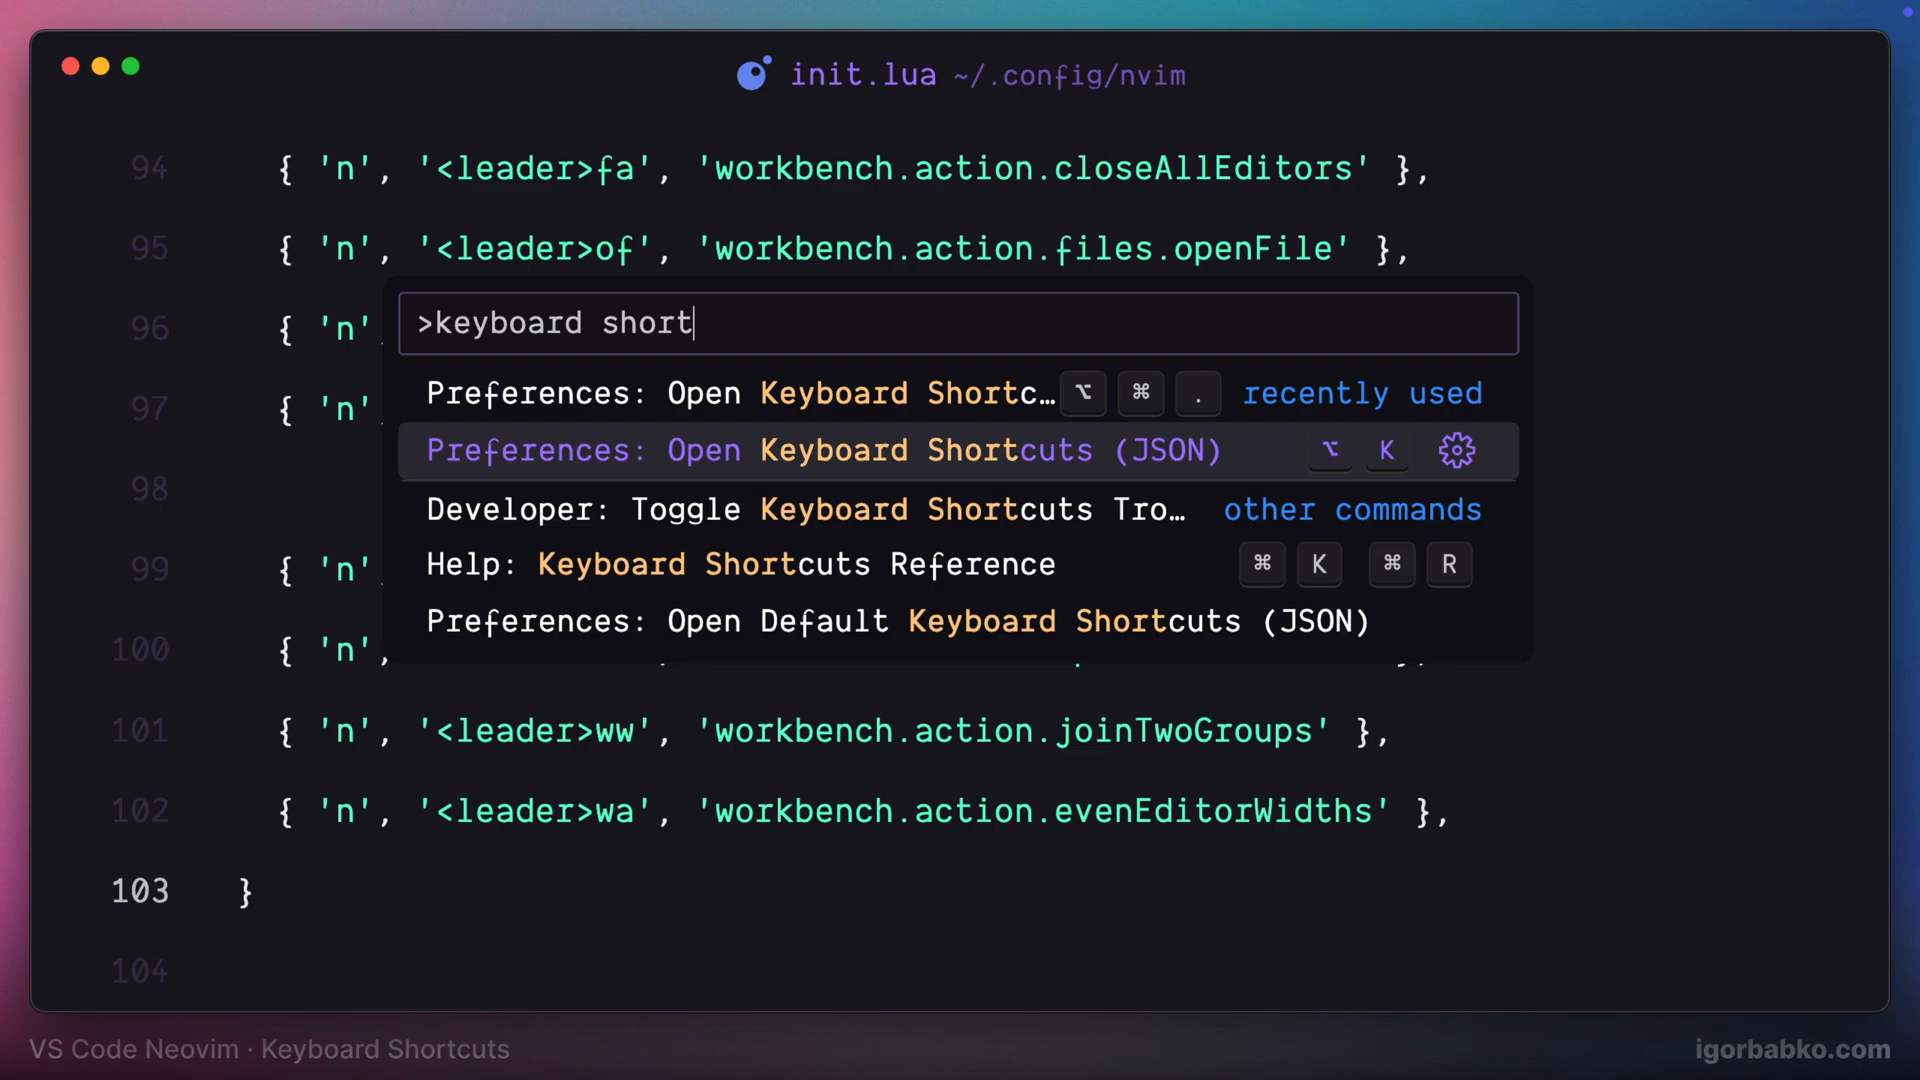 init.lua ~/.config/nvim
94 { 'n', '<leader>fa', 'workbench.action.closeAllEditors' },
95 { 'n', '<leader>of', 'workbench.action.files.openFile' },
96 { 'n'
>keyboard short
97 { 'n'
Preferences: Open Keyboard Shortc… ⌥ ⌘ . recently used
Preferences: Open Keyboard Shortcuts (JSON) ⌥ K
98
Developer: Toggle Keyboard Shortcuts Tro… other commands
99 { 'n'
Help: Keyboard Shortcuts Reference ⌘ K ⌘ R
Preferences: Open Default Keyboard Shortcuts (JSON)
100 { 'n',
101 { 'n', '<leader>ww', 'workbench.action.joinTwoGroups' },
102 { 'n', '<leader>wa', 'workbench.action.evenEditorWidths' },
103 }
104
VS Code Neovim · Keyboard Shortcuts
igorbabko.com